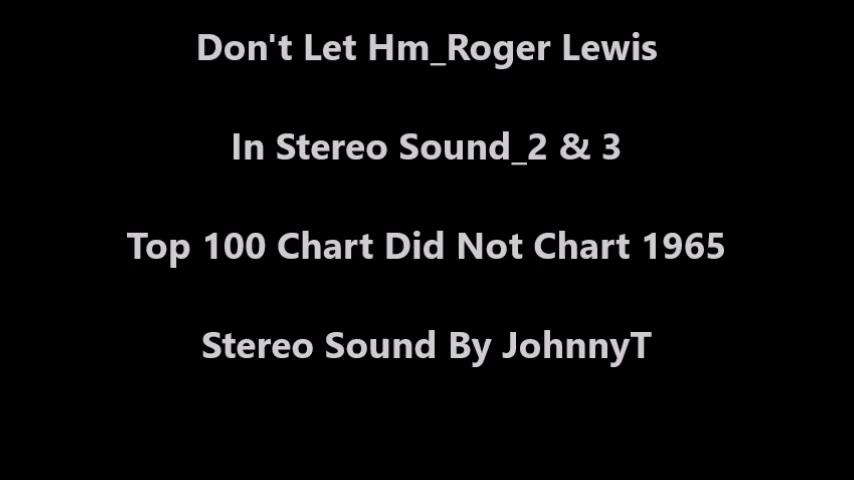 Don't Let Hm_Roger Lewis
In Stereo Sound_2 & 3
Top 100 Chart Did Not Chart 1965
Stereo Sound By JohnnyT